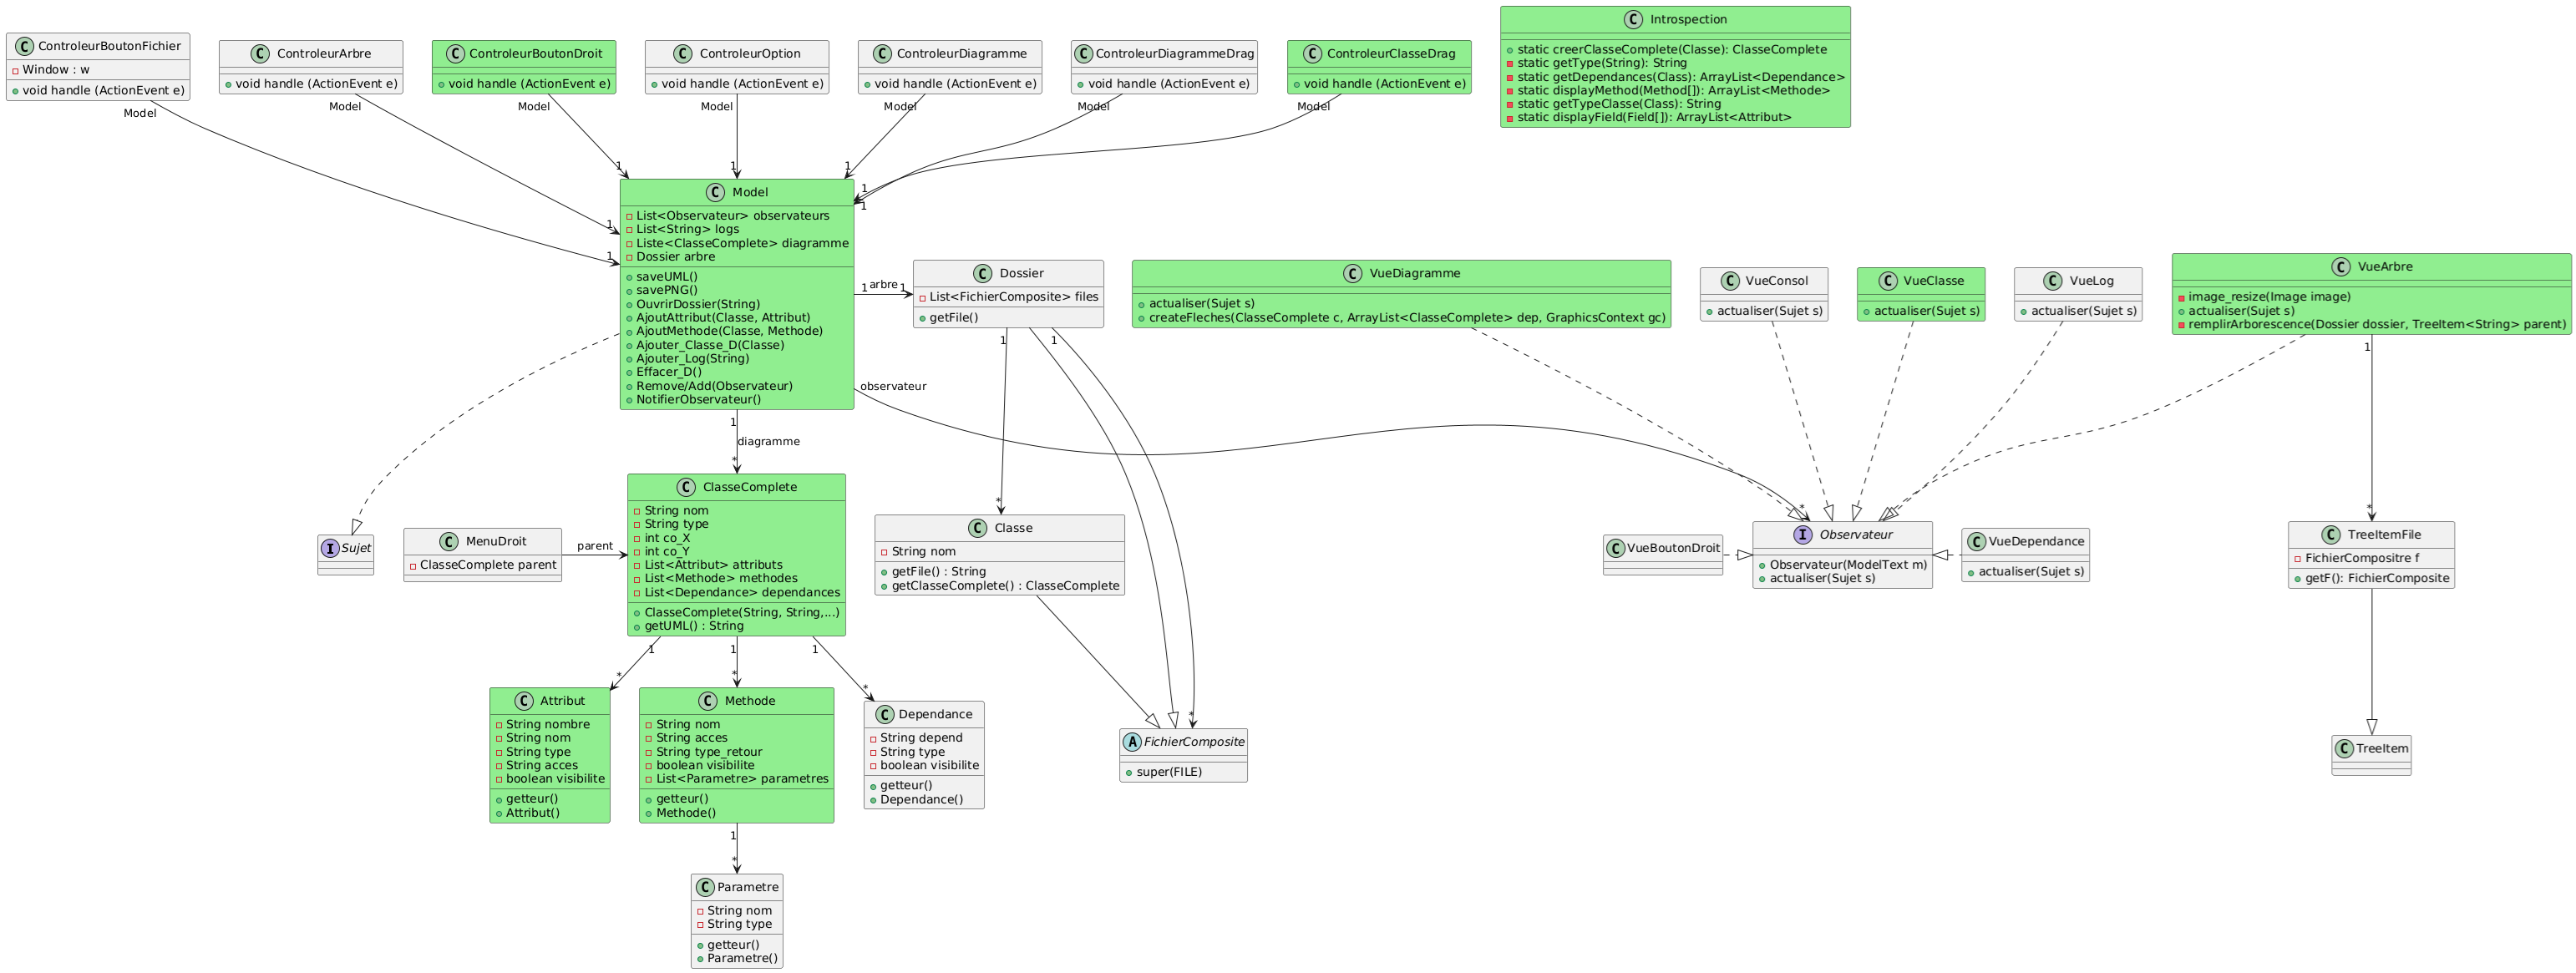 ControleurBoutonFichier
Window : w
void handle (ActionEvent e)
ControleurArbre
void handle (ActionEvent e)
ControleurBoutonDroit
void handle (ActionEvent e)
ControleurOption
void handle (ActionEvent e)
ControleurDiagramme
void handle (ActionEvent e)
ControleurDiagrammeDrag
void handle (ActionEvent e)
ControleurClasseDrag
void handle (ActionEvent e)
Introspection
static creerClasseComplete(Classe): ClasseComplete
static getType(String): String
static getDependances(Class): ArrayList<Dependance>
static displayMethod(Method[]): ArrayList<Methode>
static getTypeClasse(Class): String
static displayField(Field[]): ArrayList<Attribut>
Model
Model
Model
Model
Model
Model
Model
1
1
1
1
1
1
1
Model
List<Observateur> observateurs
List<String> logs
Liste<ClasseComplete> diagramme
Dossier arbre
saveUML()
savePNG()
OuvrirDossier(String)
AjoutAttribut(Classe, Attribut)
AjoutMethode(Classe, Methode)
Ajouter_Classe_D(Classe)
Ajouter_Log(String)
Effacer_D()
Remove/Add(Observateur)
NotifierObservateur()
1
arbre
1
Dossier
List<FichierComposite> files
getFile()
VueDiagramme
actualiser(Sujet s)
createFleches(ClasseComplete c, ArrayList<ClasseComplete> dep, GraphicsContext gc)
VueConsol
actualiser(Sujet s)
VueClasse
actualiser(Sujet s)
VueLog
actualiser(Sujet s)
VueArbre
image_resize(Image image)
actualiser(Sujet s)
remplirArborescence(Dossier dossier, TreeItem<String> parent)
1
1
1
observateur
1
diagramme
*
*
*
*
Sujet
MenuDroit
ClasseComplete parent
parent
ClasseComplete
String nom
String type
int co_X
int co_Y
List<Attribut> attributs
List<Methode> methodes
List<Dependance> dependances
ClasseComplete(String, String,...)
getUML() : String
Classe
String nom
getFile() : String
getClasseComplete() : ClasseComplete
VueBoutonDroit
Observateur
Observateur(ModelText m)
actualiser(Sujet s)
VueDependance
actualiser(Sujet s)
TreeItemFile
FichierCompositre f
getF(): FichierComposite
1
1
1
*
*
*
*
Attribut
String nombre
String nom
String type
String acces
boolean visibilite
getteur()
Attribut()
Methode
String nom
String acces
String type_retour
boolean visibilite
List<Parametre> parametres
getteur()
Methode()
Dependance
String depend
String type
boolean visibilite
getteur()
Dependance()
FichierComposite
super(FILE)
TreeItem
1
*
Parametre
String nom
String type
getteur()
Parametre()